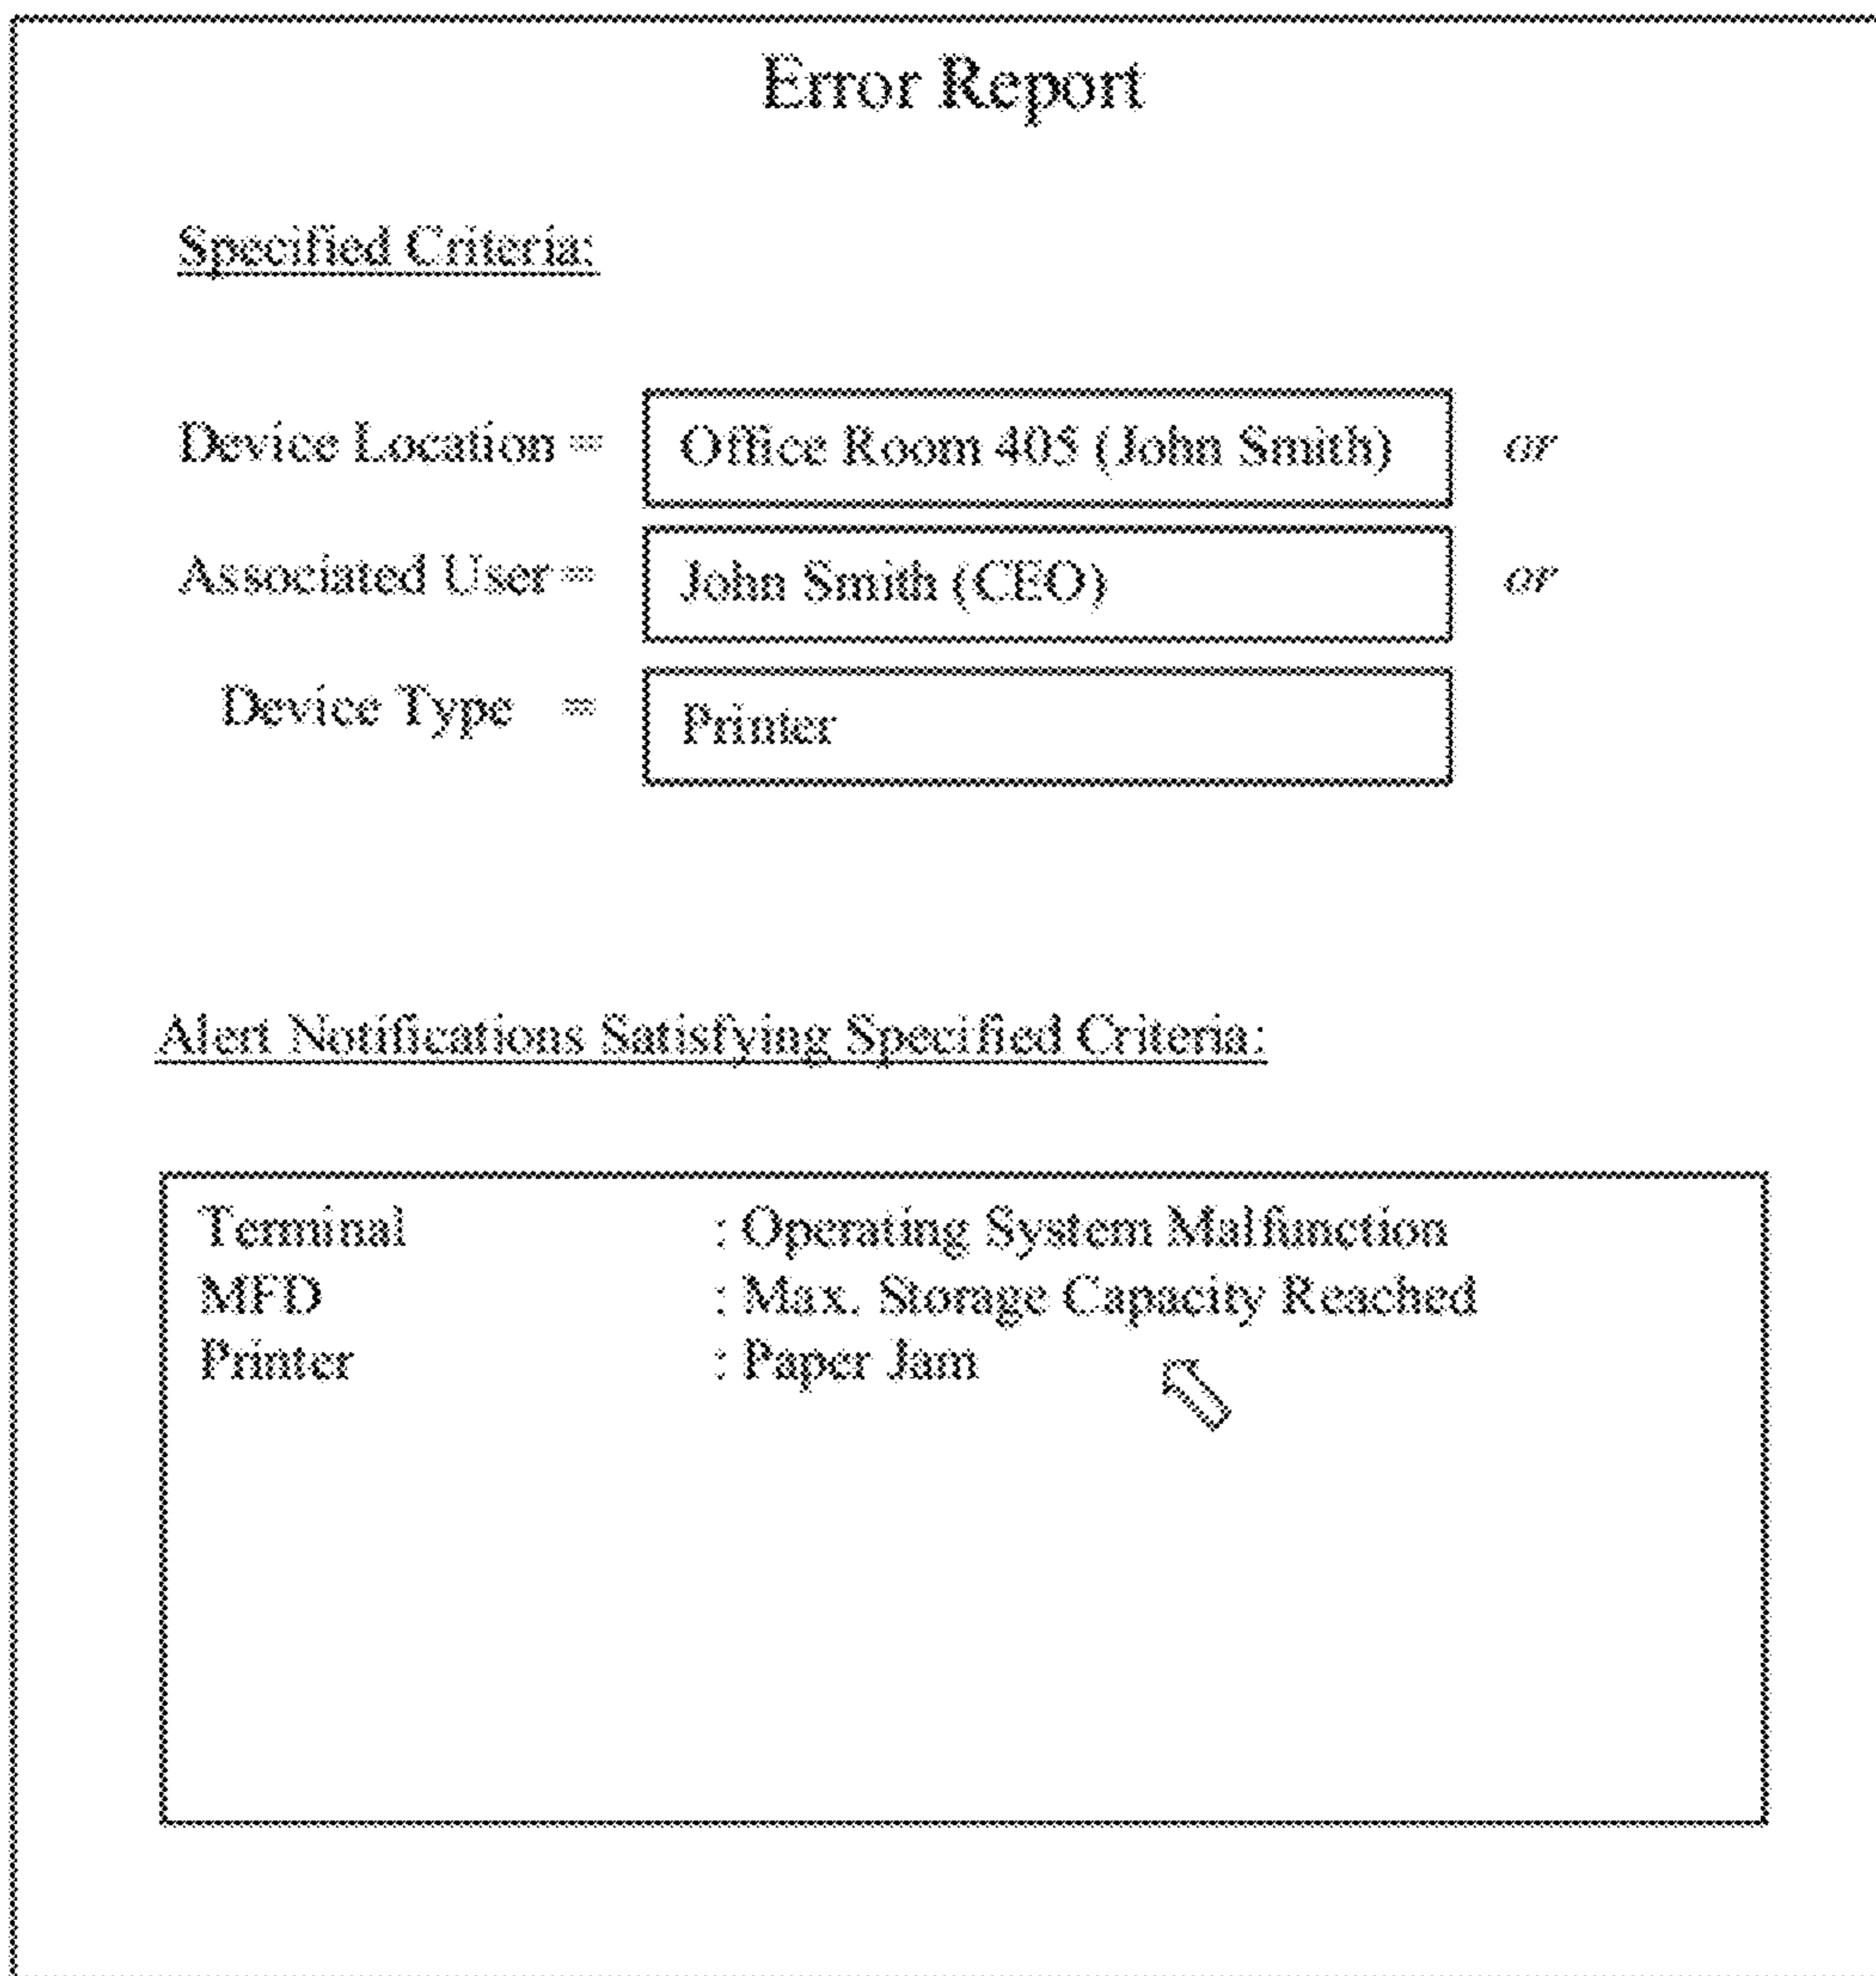 Error Report
Specified Criteria:
Device Location = Office Room 405 (John Smith) or
Associated User = John Smith (CEO) or
Device Type = Printer
Alert Notifications Satisfying Specified Criteria:
Terminal : Operating System Malfunction
MFD : Max. Storage Capacity Reached
Printer : Paper Jam